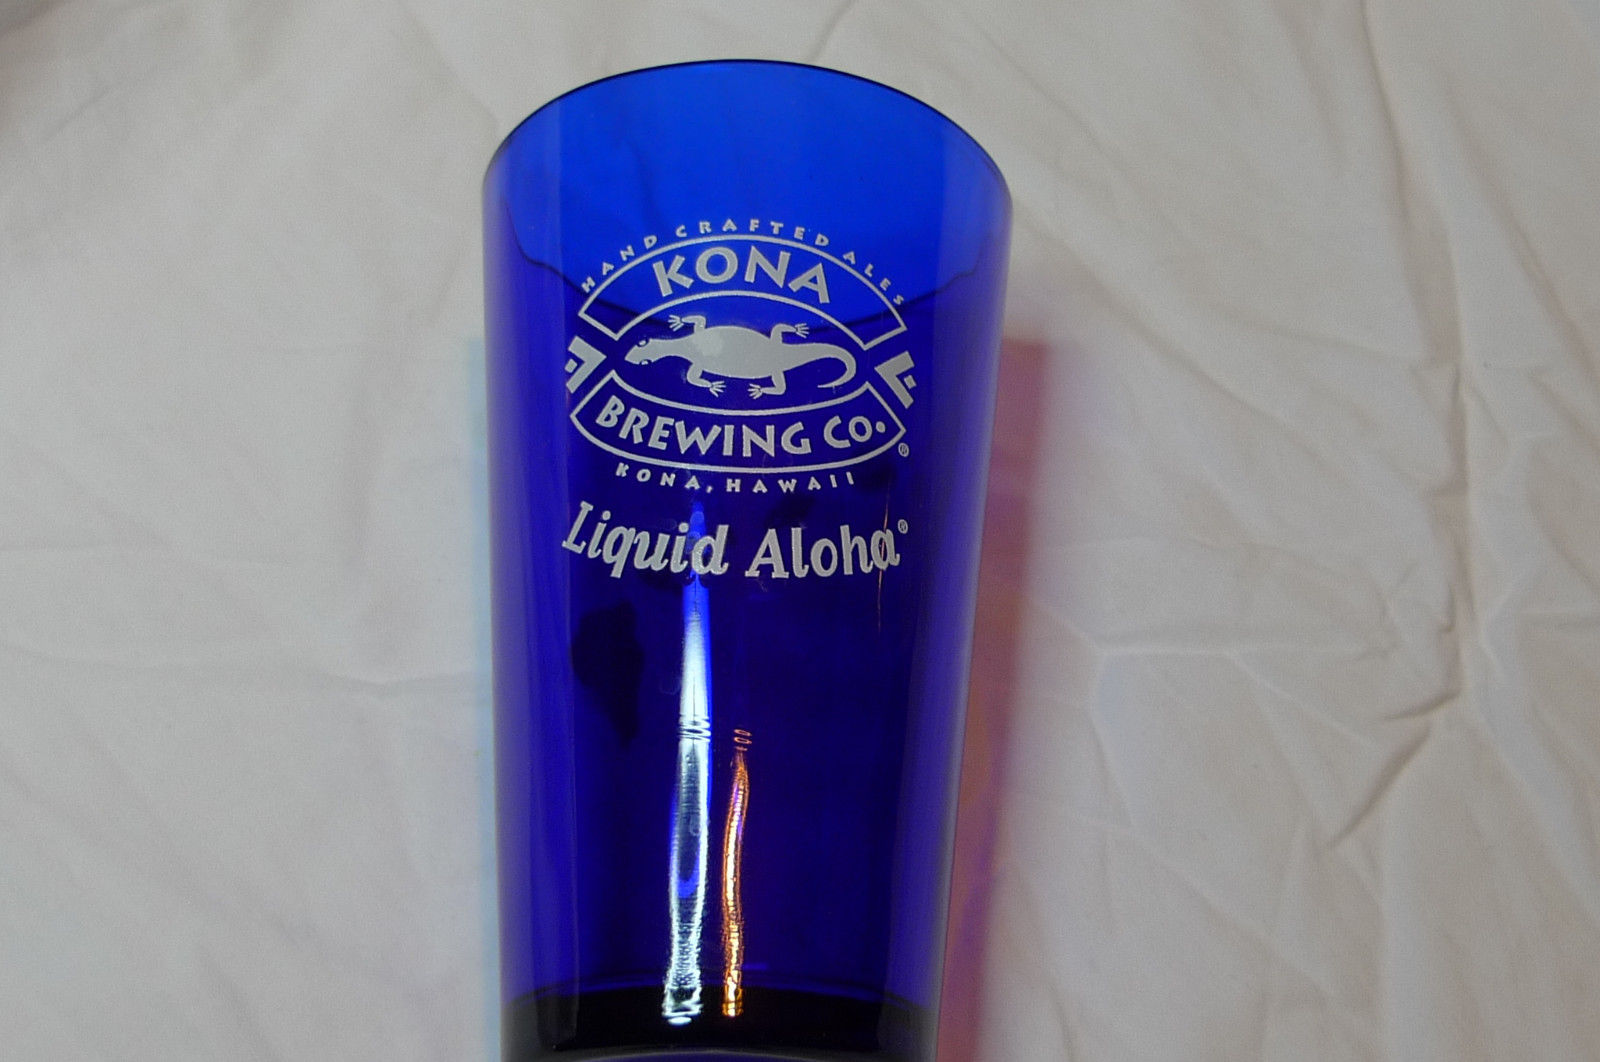 HAND CRAFTED ALES
KONA
BREWING CO.®
KONA, HAWAII
Liquid Aloha®